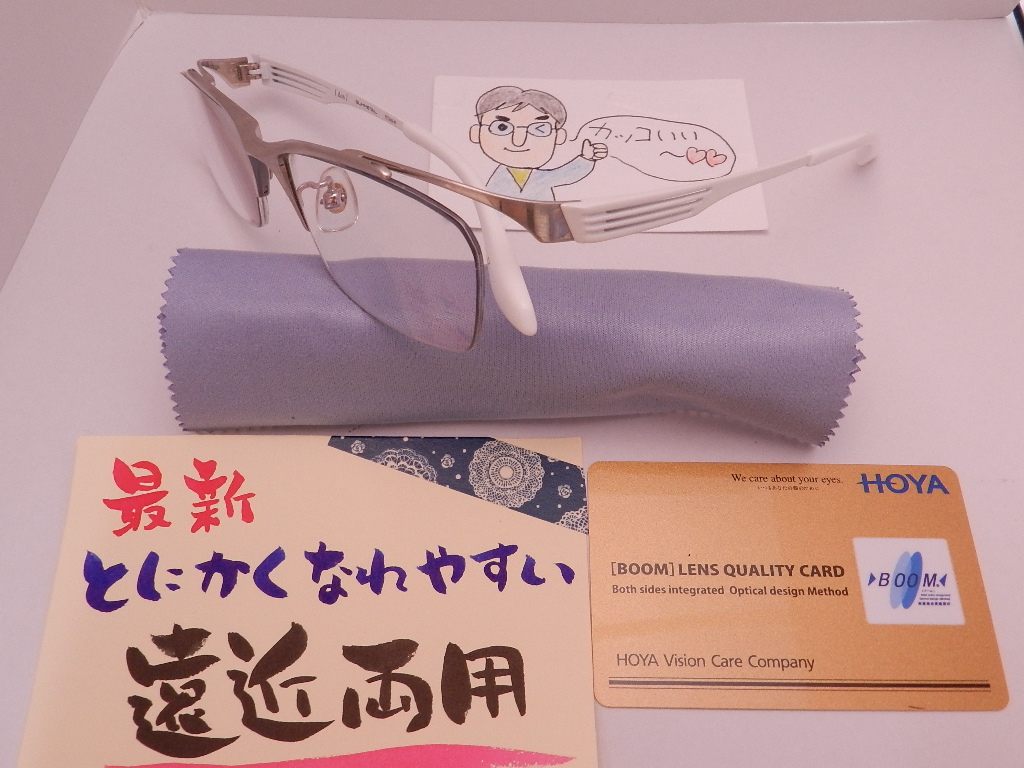 カッコいい
最新
とにかくなれやすい
遠近両用
We care about your eyes.
HOYA
[BOOM] LENS QUALITY CARD
Both sides integrated Optical design Method
BOOM
HOYA Vision Care Company